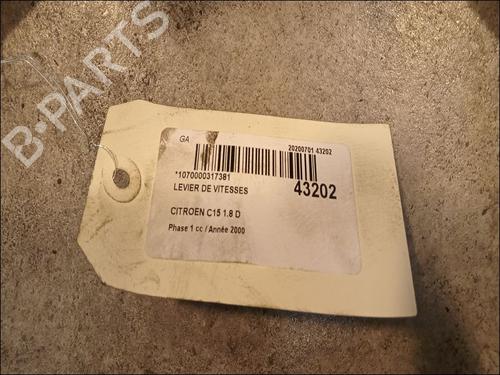 B-PARTS
GA
20200701 43202
*1070000317381
LEVIER DE VITESSES
43202
CITROEN C15 1.8 D
Phase 1 cc / Année 2000